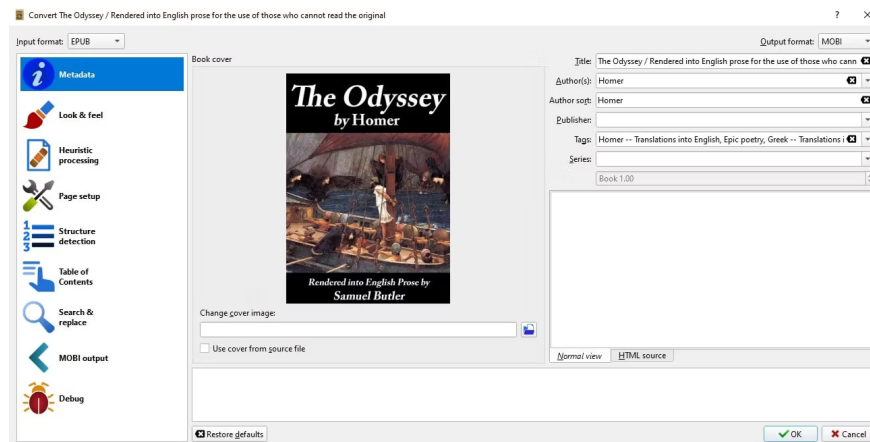 Convert The Odyssey / Rendered into English prose for the use of those who cannot read the original
Input format: EPUB
Output format: MOBI
Metadata
Look & feel
Heuristic
processing
Page setup
1
2
3
Structure
detection
Table of
Contents
Search &
replace
MOBI output
Debug
Book cover
The Odyssey
by Homer
Rendered into English Prose by
Samuel Butler
Change cover image:
Use cover from source file
Title: The Odyssey / Rendered into English prose for the use of those who cann
Author(s): Homer
Author sort: Homer
Publisher:
Tags: Homer -- Translations into English, Epic poetry, Greek -- Translations i
Series:
Book 1.00
Normal view HTML source
Restore defaults
OK Cancel